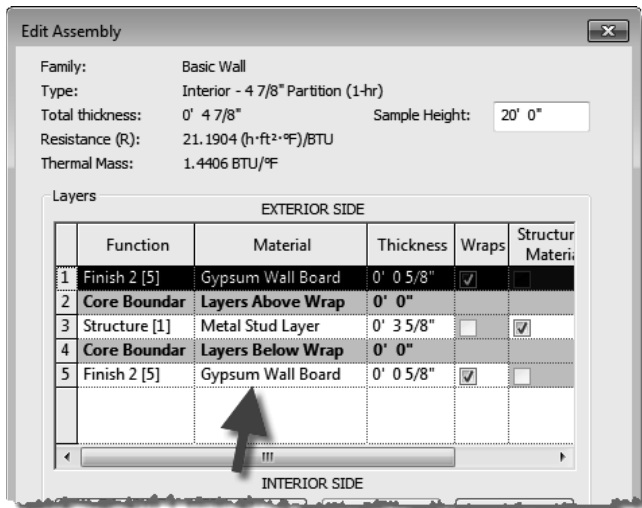 Edit Assembly
Family: Basic Wall
Type: Interior - 4 7/8" Partition (1-hr)
Total thickness: 0' 4 7/8" Sample Height: 20' 0"
Resistance (R): 21.1904 (h·ft²·°F)/BTU
Thermal Mass: 1.4406 BTU/°F
Layers
EXTERIOR SIDE
Function Material Thickness Wraps Structur Materia
1 Finish 2 [5] Gypsum Wall Board 0' 0 5/8"
2 Core Boundar Layers Above Wrap 0' 0"
3 Structure [1] Metal Stud Layer 0' 3 5/8"
4 Core Boundar Layers Below Wrap 0' 0"
5 Finish 2 [5] Gypsum Wall Board 0' 0 5/8"
INTERIOR SIDE